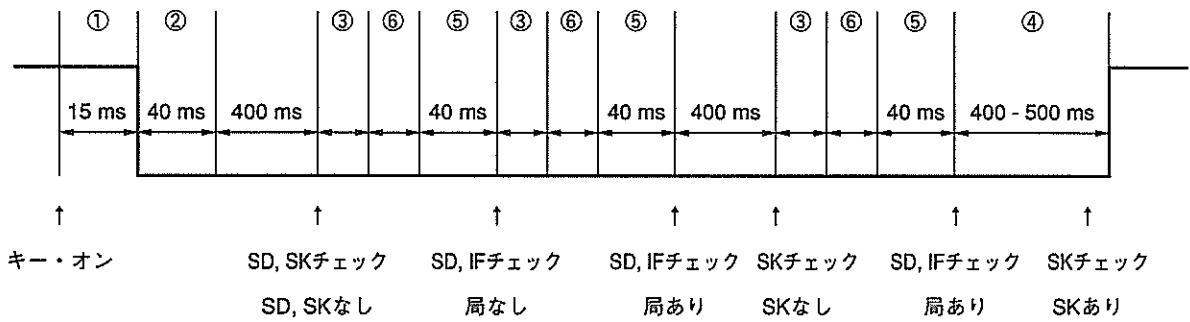 ① ② ③ ⑥ ⑤ ③ ⑥ ⑤ ③ ⑥ ⑤ ④
15 ms 40 ms 400 ms 40 ms 40 ms 400 ms 40 ms 400 - 500 ms
↑ ↑ ↑ ↑ ↑ ↑ ↑
キー・オン SD, SKチェック SD, IFチェック SD, IFチェック SKチェック SD, IFチェック SKチェック
SD, SKなし 局なし 局あり SKなし 局あり SKあり